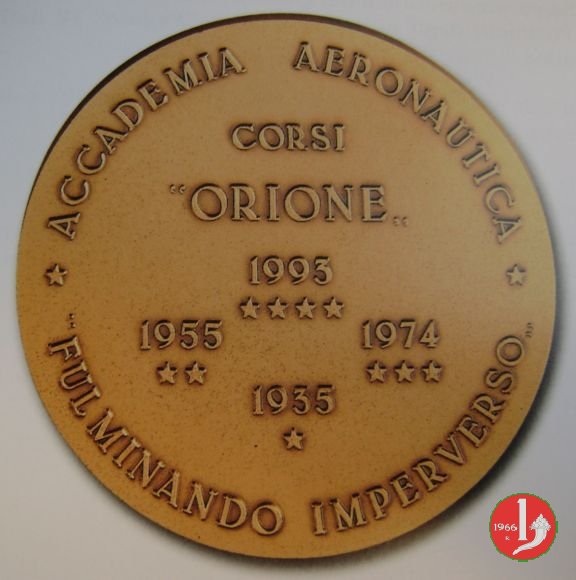 ACCADEMIA AERONAUTICA
CORSI
"ORIONE„
1993
★★★★
1955 1974
★★ ★★★
1935
★
"FULMINANDO IMPERVERSO"
1966
R